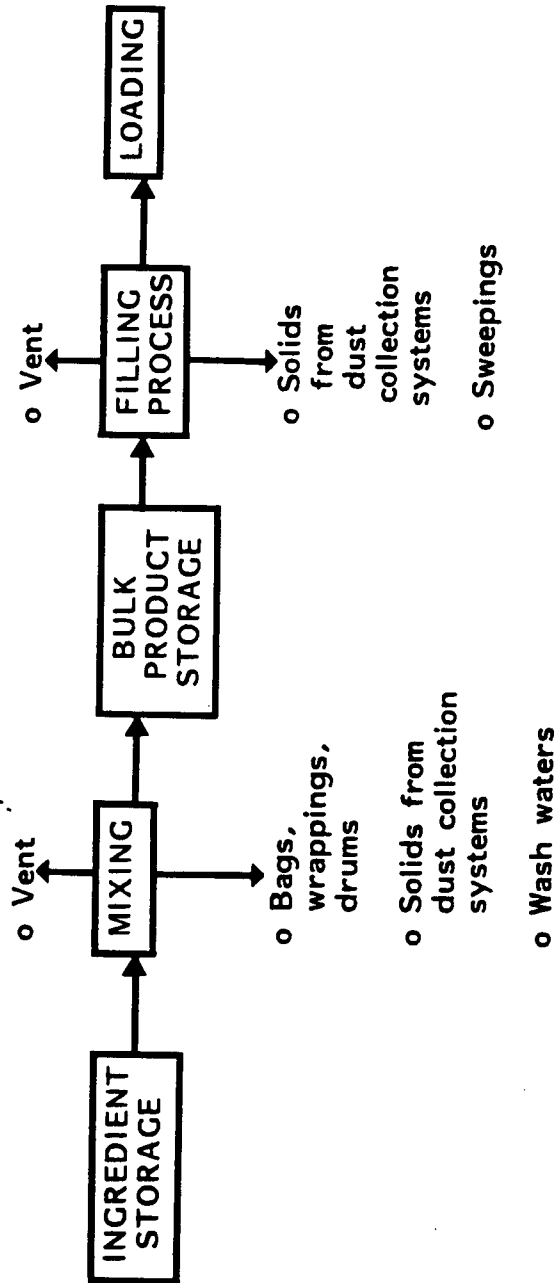 o Vent
o Vent
INGREDIENT
STORAGE
MIXING
BULK
PRODUCT
STORAGE
FILLING
PROCESS
LOADING
o Bags,
wrappings,
drums
o Solids from
dust collection
systems
o Wash waters
o Solids
from
dust
collection
systems
o Sweepings